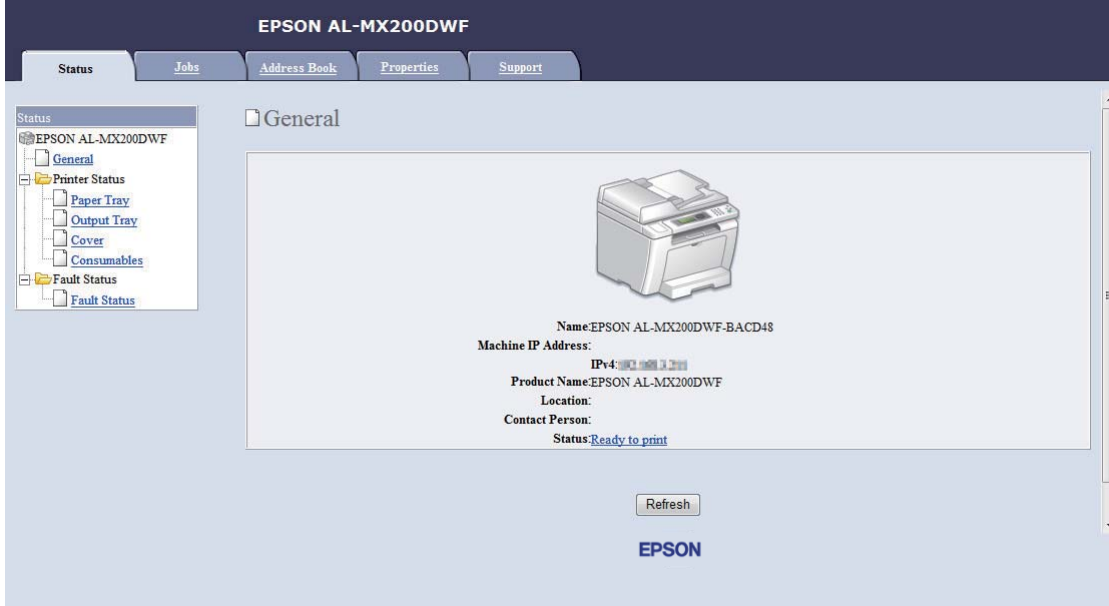 EPSON AL-MX200DWF
Status
Jobs
Address Book
Properties
Support
Status
EPSON AL-MX200DWF
General
Printer Status
Paper Tray
Output Tray
Cover
Consumables
Fault Status
Fault Status
General
Name:EPSON AL-MX200DWF-BACD48
Machine IP Address:
IPv4:
Product Name:EPSON AL-MX200DWF
Location:
Contact Person:
Status:Ready to print
Refresh
EPSON